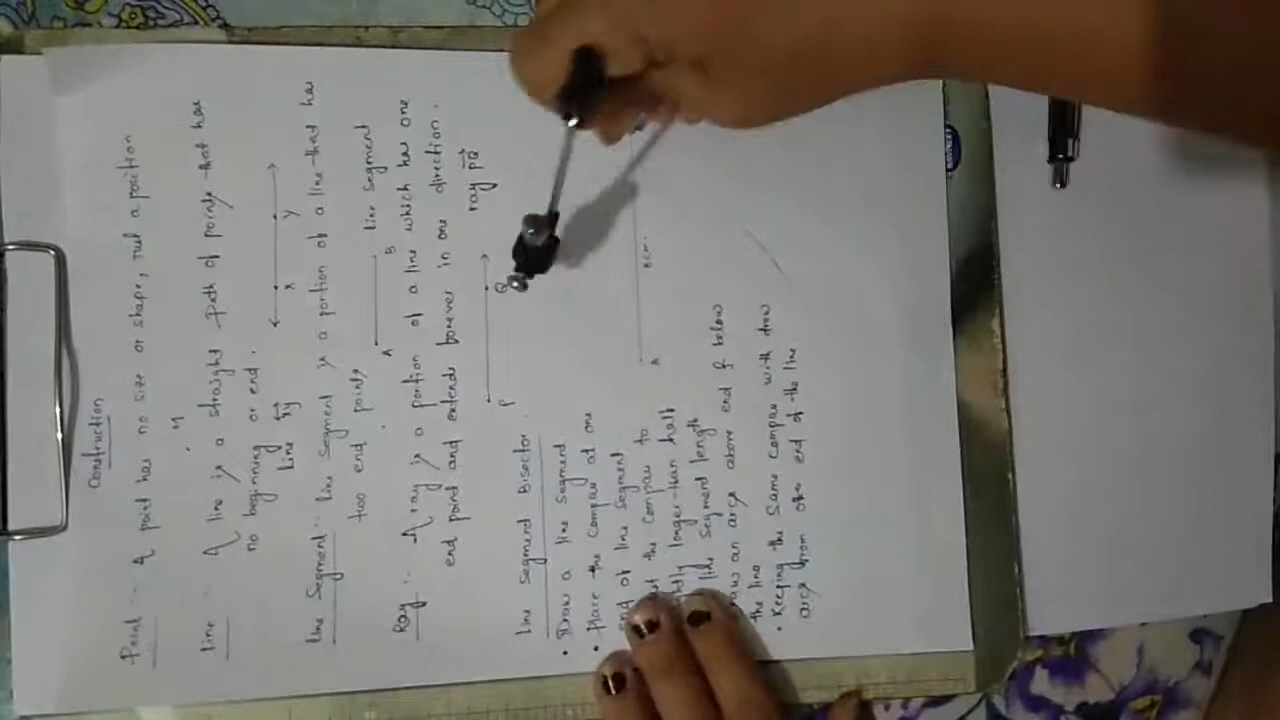 Construction
Point :- A point has no size or shape, just a position
. M
Line :- A line is a straight path of points that has
no beginning or end.
Line XY
X Y
Line Segment :- line segment is a portion of a line that has
two end points
A B line segment
Ray :- A ray is a portion of a line which has one
end point and extends forever in one direction.
P Q ray PQ
Line Segment Bisector
• Draw a line segment
• Place the compass at one
end of line segment
the compass to
longer than half
line segment length
an arcs above end & below
the line
• Keeping the same compass with draw
arcs from other end of the line
A 8cm.